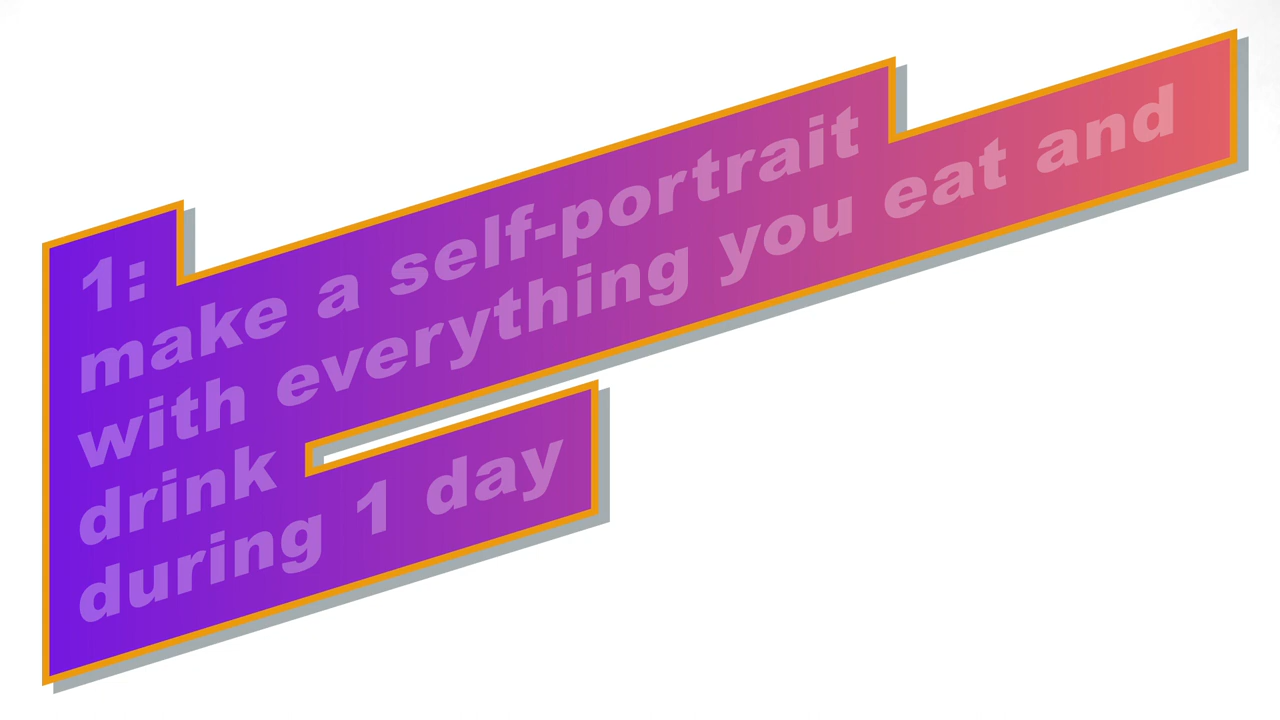 1:
make a self-portrait
with everything you eat and
drink
during 1 day